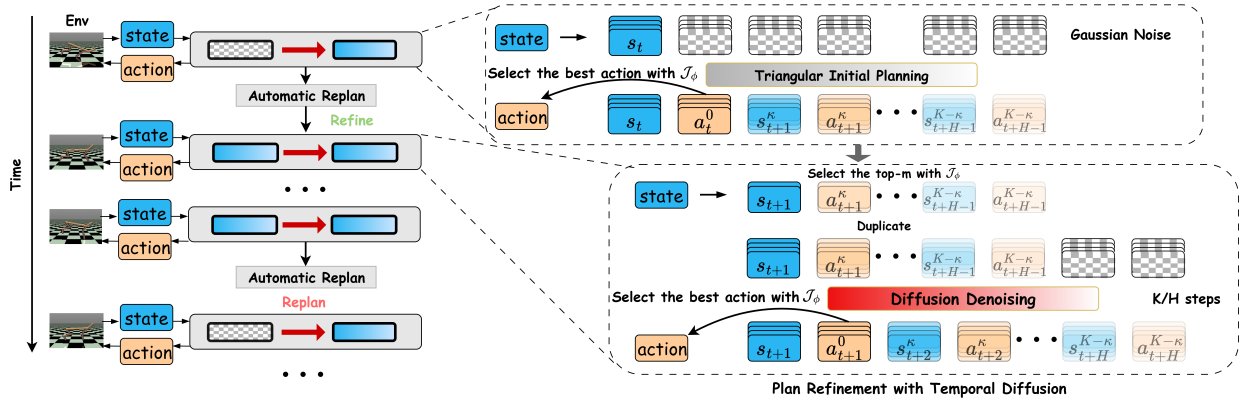 Env
Time
state
action
Automatic Replan
Refine
state
action
• • •
state
action
Automatic Replan
Replan
state
action
• • •
state
s_t
Gaussian Noise
Select the best action with 𝒥_ϕ
Triangular Initial Planning
action
s_t a_t^0 s_{t+1}^κ a_{t+1}^κ • • • s_{t+H-1}^{K-κ} a_{t+H-1}^{K-κ}
Select the top-m with 𝒥_ϕ
state
s_{t+1} a_{t+1}^κ • • • s_{t+H-1}^{K-κ} a_{t+H-1}^{K-κ}
Duplicate
s_{t+1} a_{t+1}^κ • • • s_{t+H-1}^{K-κ} a_{t+H-1}^{K-κ}
Select the best action with 𝒥_ϕ
Diffusion Denoising
K/H steps
action
s_{t+1} a_{t+1}^0 s_{t+2}^κ a_{t+2}^κ • • • s_{t+H}^{K-κ} a_{t+H}^{K-κ}
Plan Refinement with Temporal Diffusion